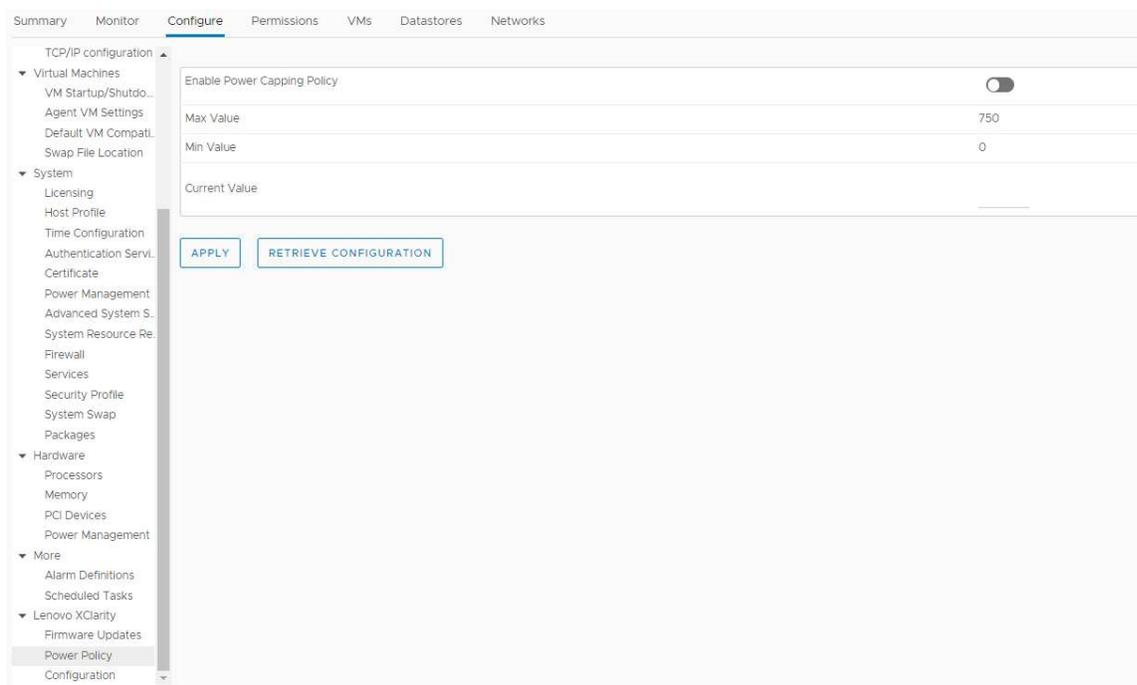 Summary Monitor Configure Permissions VMs Datastores Networks
TCP/IP configuration
Virtual Machines
VM Startup/Shutdo...
Agent VM Settings
Default VM Compati...
Swap File Location
System
Licensing
Host Profile
Time Configuration
Authentication Servi...
Certificate
Power Management
Advanced System S...
System Resource Re...
Firewall
Services
Security Profile
System Swap
Packages
Hardware
Processors
Memory
PCI Devices
Power Management
More
Alarm Definitions
Scheduled Tasks
Lenovo XClarity
Firmware Updates
Power Policy
Configuration
Enable Power Capping Policy
Max Value 750
Min Value 0
Current Value
APPLY RETRIEVE CONFIGURATION